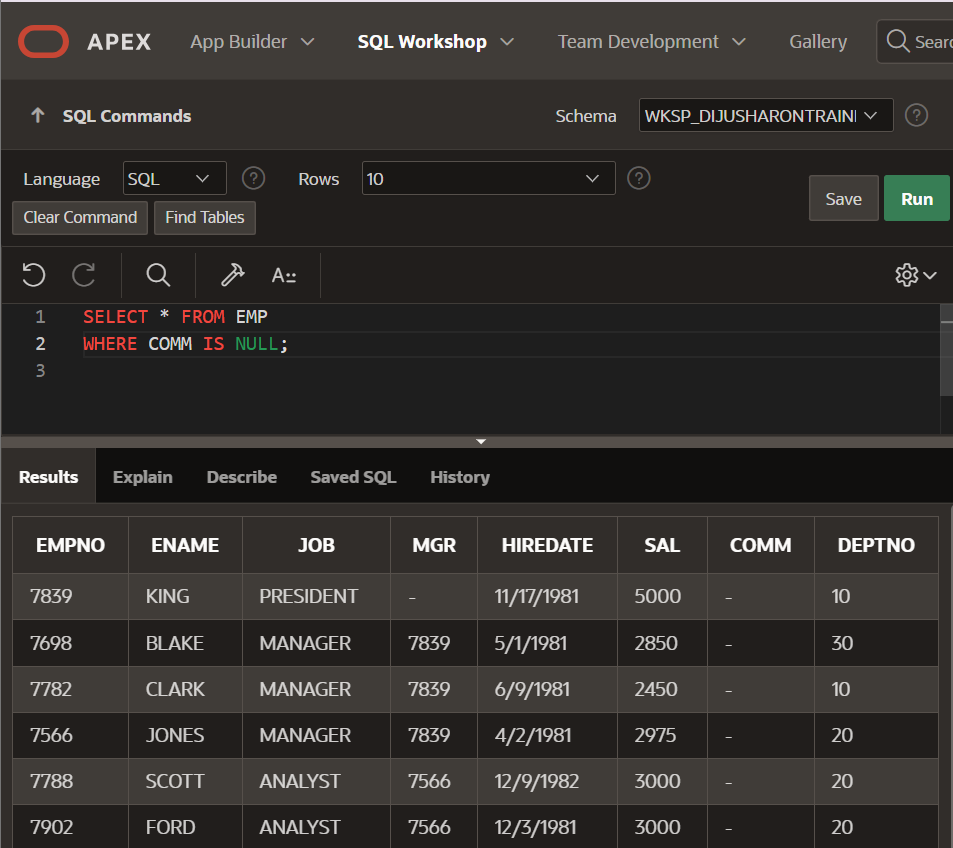 APEX App Builder SQL Workshop Team Development Gallery Searc
SQL Commands Schema WKSP_DIJUSHARONTRAINI
Language SQL Rows 10
Clear Command Find Tables Save Run
A::
1 SELECT * FROM EMP
2 WHERE COMM IS NULL;
3
Results Explain Describe Saved SQL History
EMPNO ENAME JOB MGR HIREDATE SAL COMM DEPTNO
7839 KING PRESIDENT - 11/17/1981 5000 - 10
7698 BLAKE MANAGER 7839 5/1/1981 2850 - 30
7782 CLARK MANAGER 7839 6/9/1981 2450 - 10
7566 JONES MANAGER 7839 4/2/1981 2975 - 20
7788 SCOTT ANALYST 7566 12/9/1982 3000 - 20
7902 FORD ANALYST 7566 12/3/1981 3000 - 20